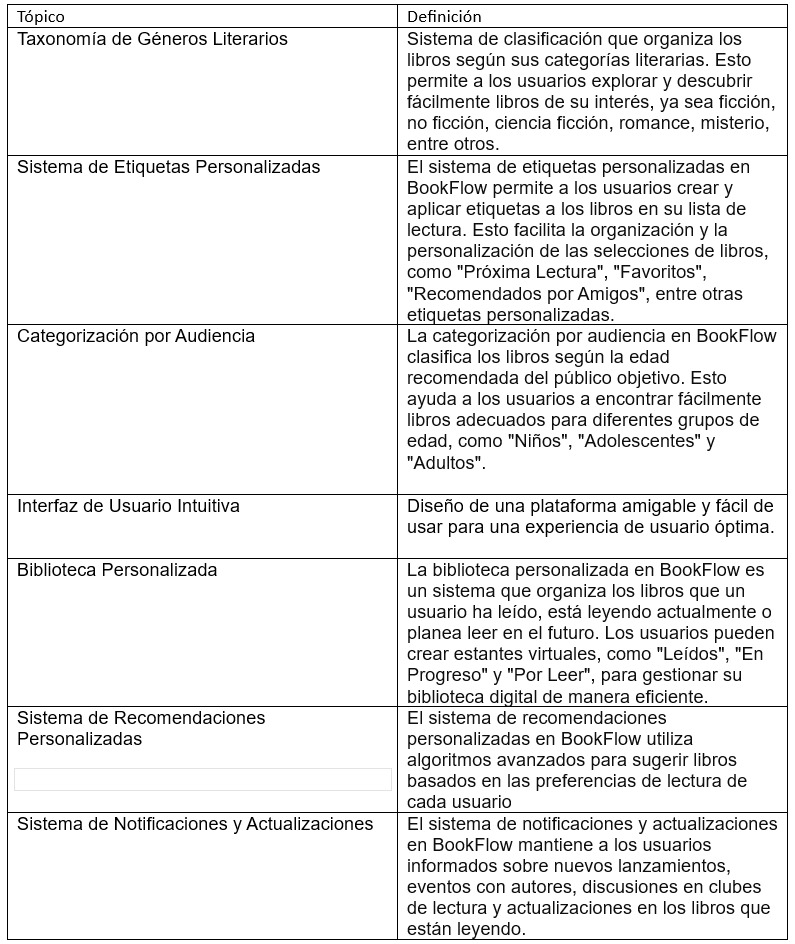 Tópico
Definición
Taxonomía de Géneros Literarios
Sistema de clasificación que organiza los
libros según sus categorías literarias. Esto
permite a los usuarios explorar y descubrir
fácilmente libros de su interés, ya sea ficción,
no ficción, ciencia ficción, romance, misterio,
entre otros.
Sistema de Etiquetas Personalizadas
El sistema de etiquetas personalizadas en
BookFlow permite a los usuarios crear y
aplicar etiquetas a los libros en su lista de
lectura. Esto facilita la organización y la
personalización de las selecciones de libros,
como "Próxima Lectura", "Favoritos",
"Recomendados por Amigos", entre otras
etiquetas personalizadas.
Categorización por Audiencia
La categorización por audiencia en BookFlow
clasifica los libros según la edad
recomendada del público objetivo. Esto
ayuda a los usuarios a encontrar fácilmente
libros adecuados para diferentes grupos de
edad, como "Niños", "Adolescentes" y
"Adultos".
Interfaz de Usuario Intuitiva
Diseño de una plataforma amigable y fácil de
usar para una experiencia de usuario óptima.
Biblioteca Personalizada
La biblioteca personalizada en BookFlow es
un sistema que organiza los libros que un
usuario ha leído, está leyendo actualmente o
planea leer en el futuro. Los usuarios pueden
crear estantes virtuales, como "Leídos", "En
Progreso" y "Por Leer", para gestionar su
biblioteca digital de manera eficiente.
Sistema de Recomendaciones
Personalizadas
El sistema de recomendaciones
personalizadas en BookFlow utiliza
algoritmos avanzados para sugerir libros
basados en las preferencias de lectura de
cada usuario
Sistema de Notificaciones y Actualizaciones
El sistema de notificaciones y actualizaciones
en BookFlow mantiene a los usuarios
informados sobre nuevos lanzamientos,
eventos con autores, discusiones en clubes
de lectura y actualizaciones en los libros que
están leyendo.